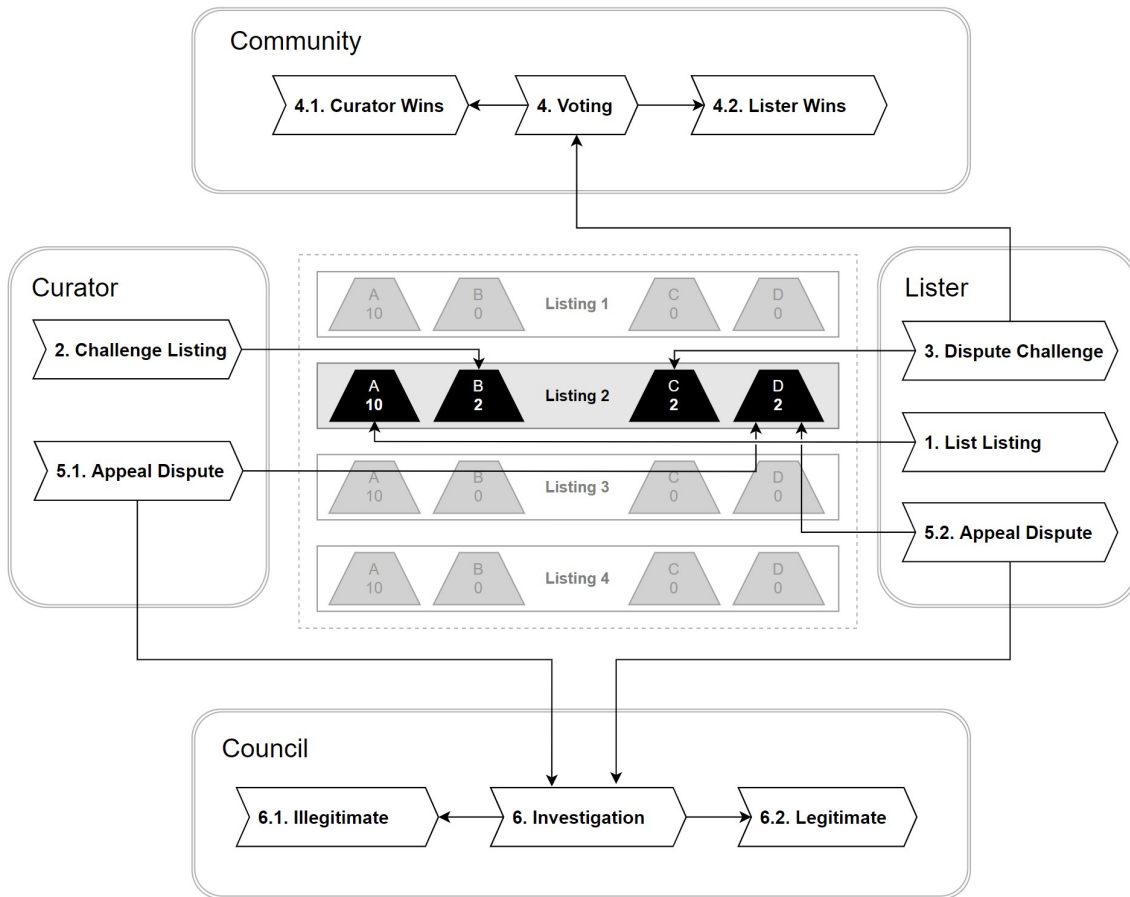 Community
4.1. Curator Wins
4. Voting
4.2. Lister Wins
Curator
2. Challenge Listing
5.1. Appeal Dispute
A
10
B
0
Listing 1
C
0
D
0
A
10
B
2
Listing 2
C
2
D
2
A
10
B
0
Listing 3
C
0
D
0
A
10
B
0
Listing 4
C
0
D
0
Lister
3. Dispute Challenge
1. List Listing
5.2. Appeal Dispute
Council
6.1. Illegitimate
6. Investigation
6.2. Legitimate